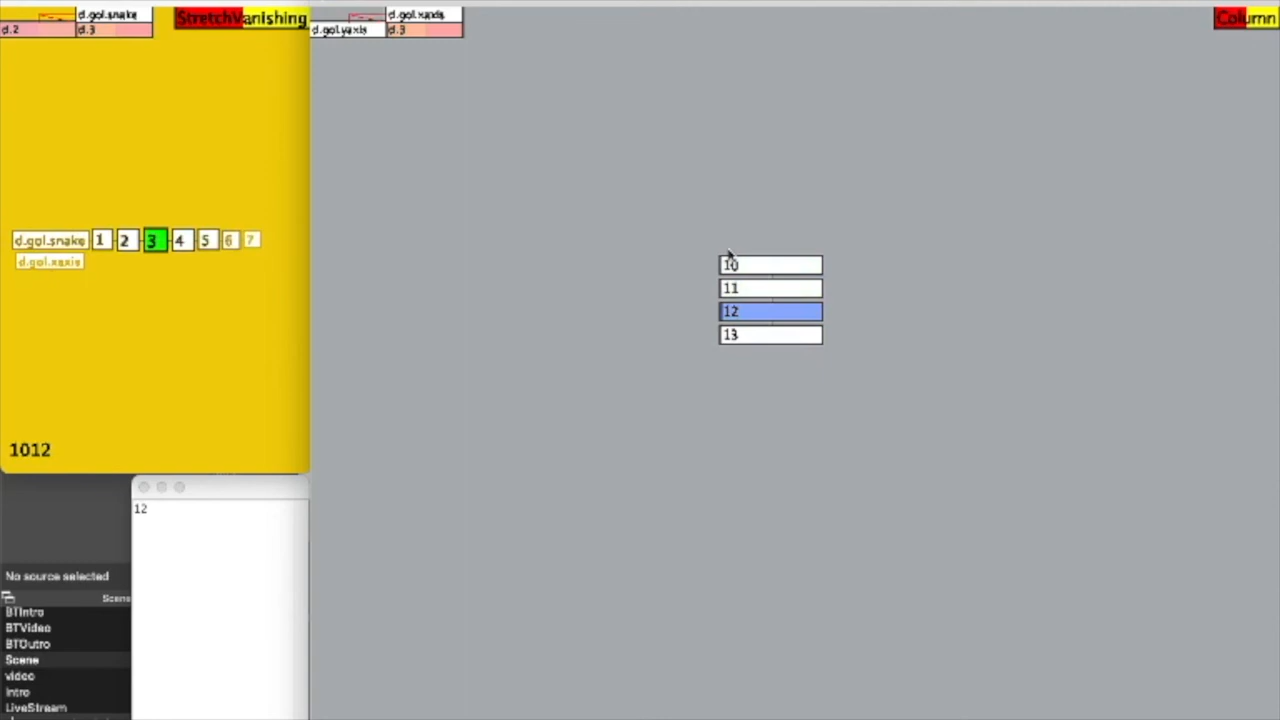 d.gol.snake
d.2 d.3
StretchVanishing
d.gol.xaxis
d.gol.yaxis d.3
Column
d.gol.snake 1 2 3 4 5 6 7
d.gol.xaxis
10
11
12
13
1012
12
No source selected
Scene
BTIntro
BTVideo
BTOutro
Scene
video
Intro
LiveStream